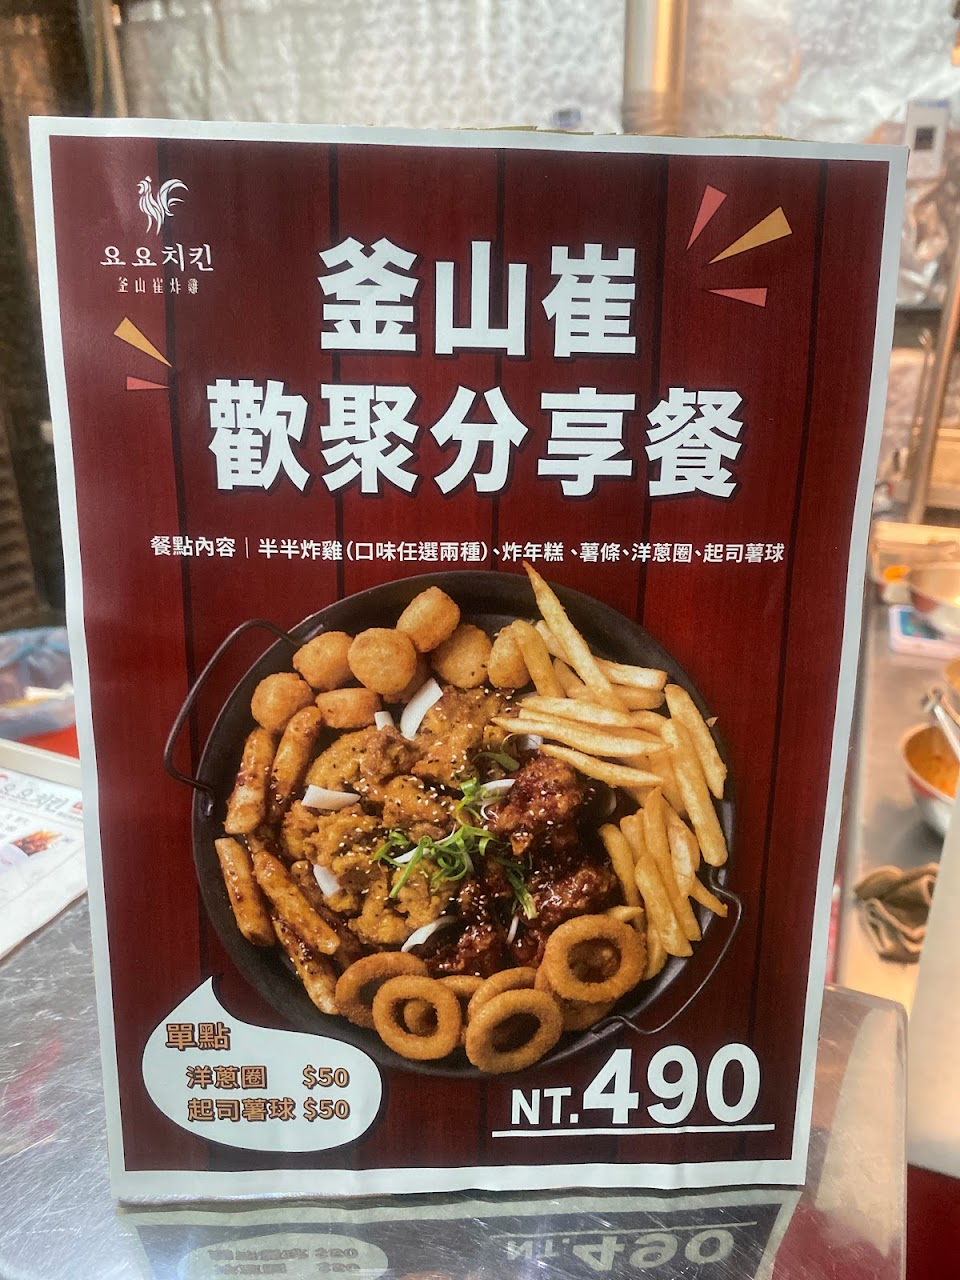 요요치킨
釜山崔炸雞
釜山崔
歡聚分享餐
餐點內容｜半半炸雞(口味任選兩種)、炸年糕、薯條、洋蔥圈、起司薯球
單點
洋蔥圈 $50
起司薯球 $50
NT.490